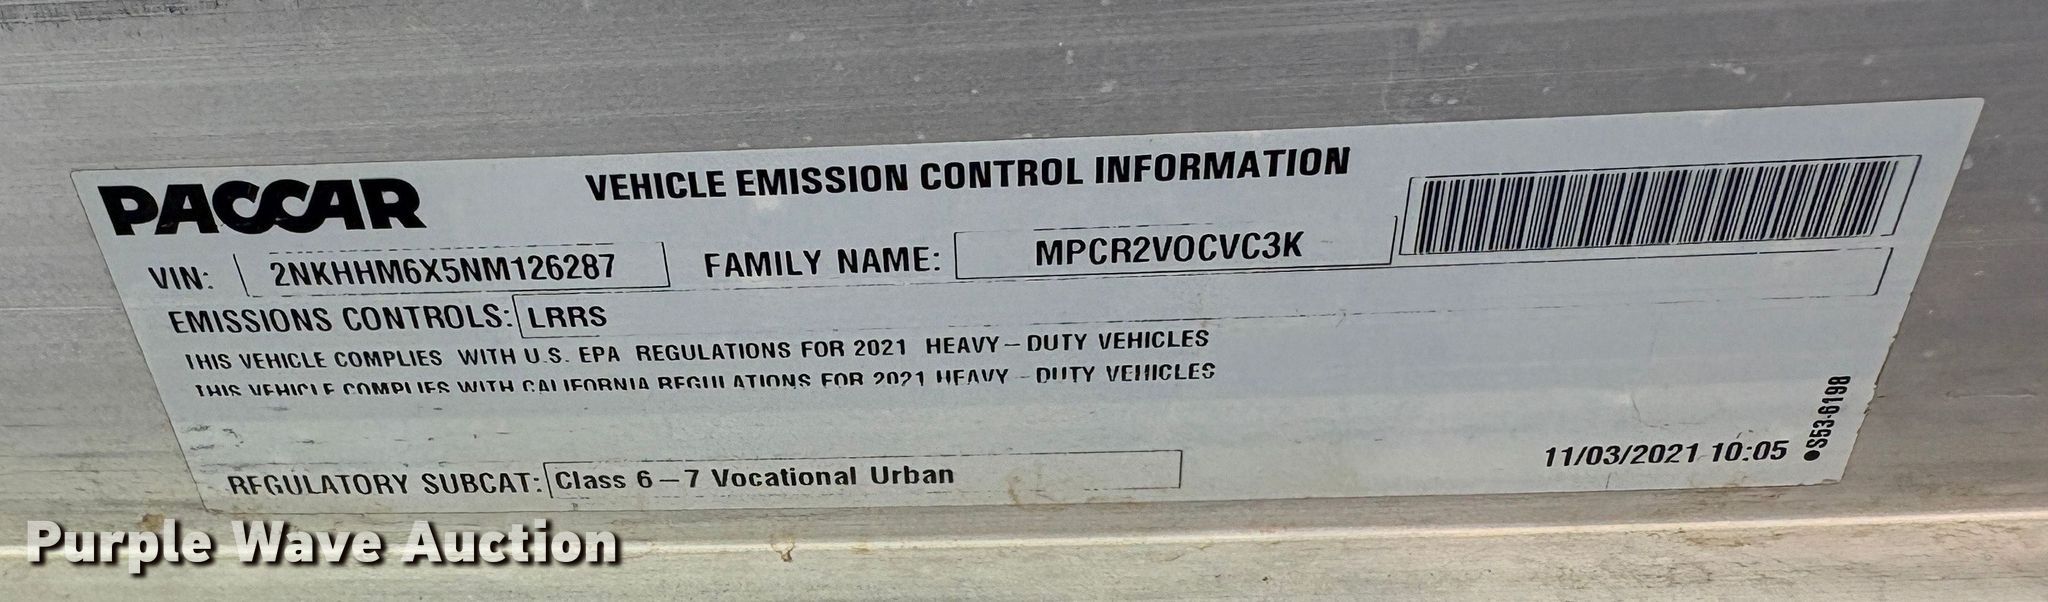 PACCAR
VEHICLE EMISSION CONTROL INFORMATION
VIN: 2NKHHM6X5NM126287 FAMILY NAME: MPCR2VOCVC3K
EMISSIONS CONTROLS: LRRS
THIS VEHICLE COMPLIES WITH U.S. EPA REGULATIONS FOR 2021 HEAVY-DUTY VEHICLES
THIS VEHICLE COMPLIES WITH CALIFORNIA REGULATIONS FOR 2021 HEAVY-DUTY VEHICLES
REGULATORY SUBCAT: Class 6-7 Vocational Urban
11/03/2021 10:05
●S53-6198
Purple Wave Auction